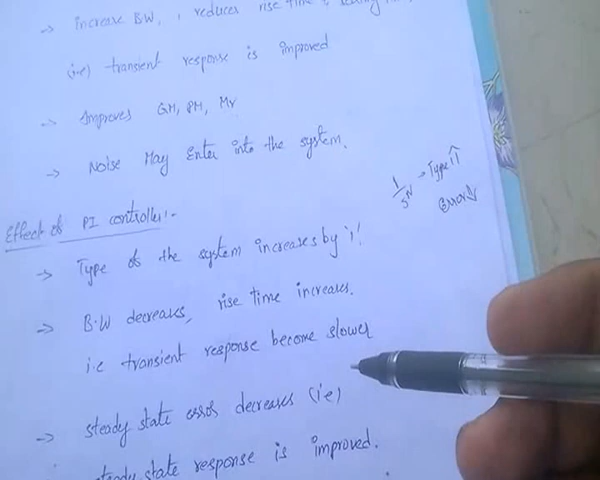 → increase BW, , reduces rise time & settling
(i.e) transient response is improved
→ Improves GM, PM, Mr
→ Noise May Enter into the system.
1/S^N → Type ↑
Error ↓
Effect of PI controller:-
→ Type of the system increases by '1'.
→ B.W decreases, rise time increases.
i.e transient response become slower
→ steady state error decreases (i.e)
steady state response is improved.